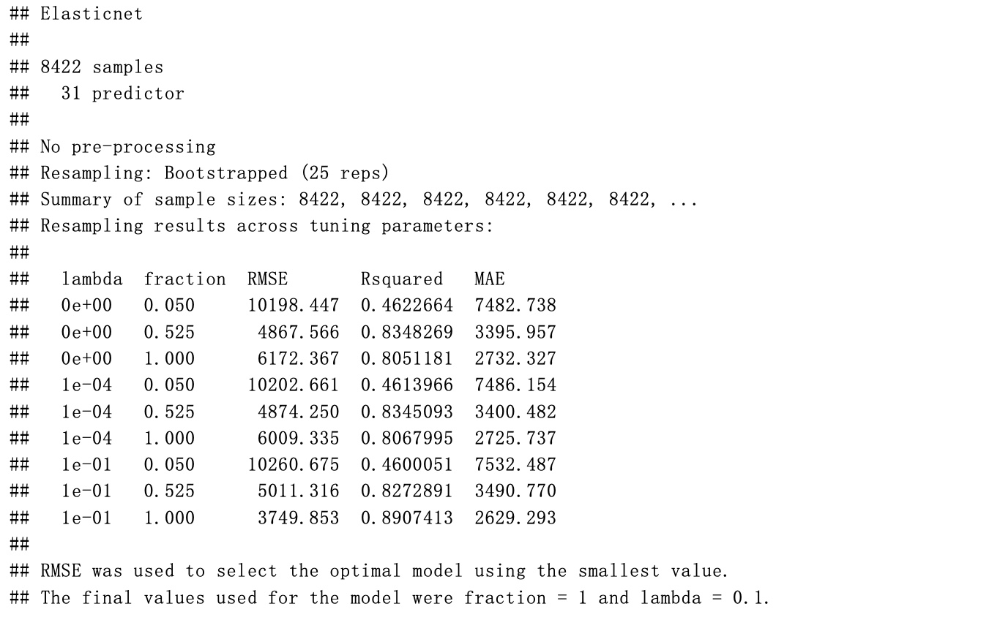 ## Elasticnet
##
## 8422 samples
##   31 predictor
##
## No pre-processing
## Resampling: Bootstrapped (25 reps)
## Summary of sample sizes: 8422, 8422, 8422, 8422, 8422, 8422, ...
## Resampling results across tuning parameters:
##
##   lambda  fraction  RMSE       Rsquared   MAE
##   0e+00   0.050     10198.447  0.4622664  7482.738
##   0e+00   0.525      4867.566  0.8348269  3395.957
##   0e+00   1.000      6172.367  0.8051181  2732.327
##   1e-04   0.050     10202.661  0.4613966  7486.154
##   1e-04   0.525      4874.250  0.8345093  3400.482
##   1e-04   1.000      6009.335  0.8067995  2725.737
##   1e-01   0.050     10260.675  0.4600051  7532.487
##   1e-01   0.525      5011.316  0.8272891  3490.770
##   1e-01   1.000      3749.853  0.8907413  2629.293
##
## RMSE was used to select the optimal model using the smallest value.
## The final values used for the model were fraction = 1 and lambda = 0.1.